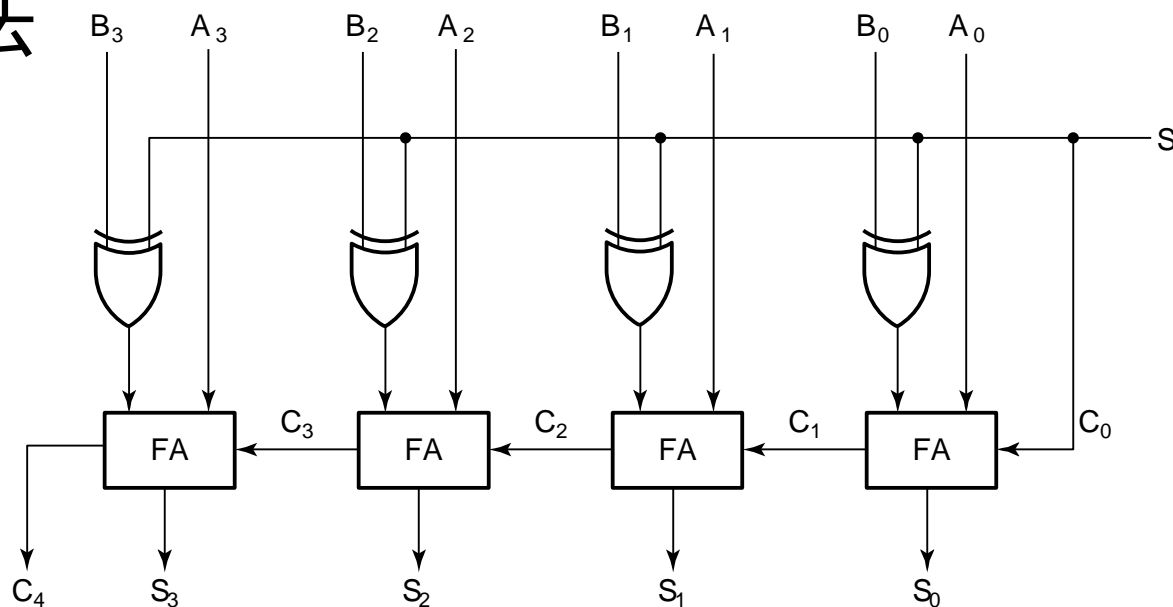 B3 A3 B2 A2 B1 A1 B0 A0
S
FA C3 FA C2 FA C1 FA C0
C4 S3 S2 S1 S0